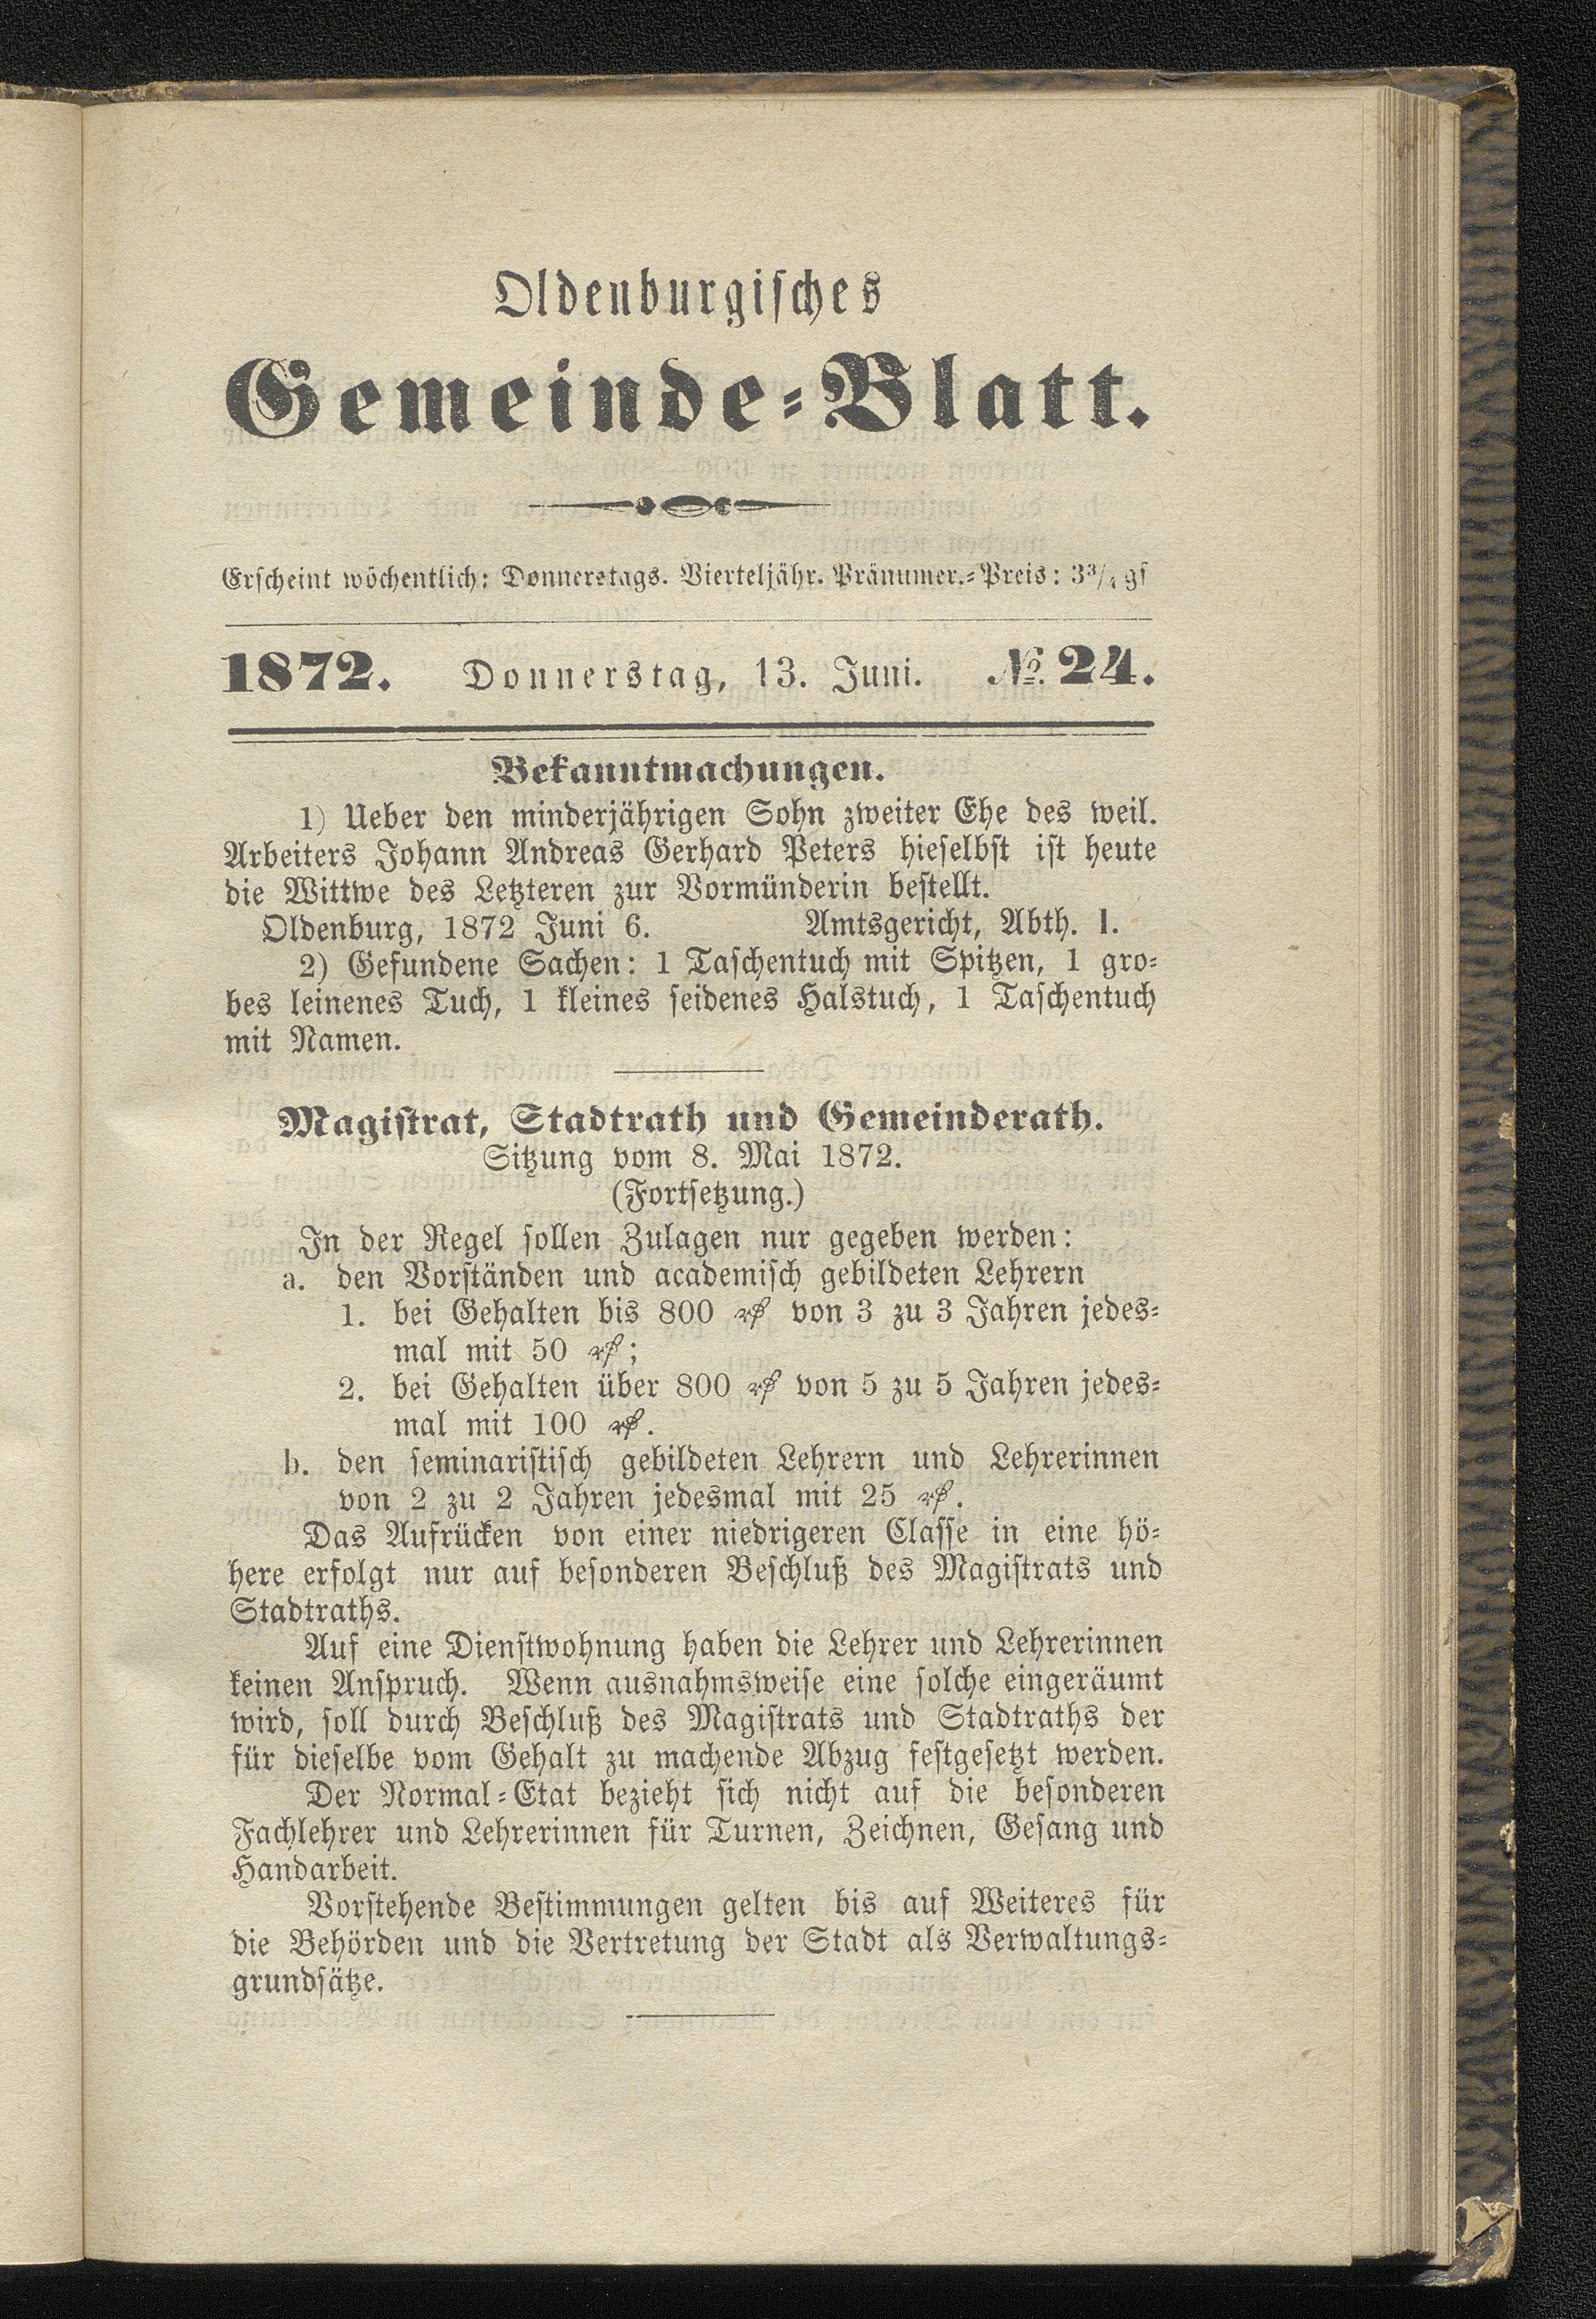 Oldenburgisches
Gemeinde-Blatt.
Erscheint wöchentlich: Donnerstags. Vierteljähr. Pränumer.-Preis: 3¾ gs
1872. Donnerstag, 13. Juni. № 24.
Bekanntmachungen.
1) Ueber den minderjährigen Sohn zweiter Ehe des weil.
Arbeiters Johann Andreas Gerhard Peters hieselbst ist heute
die Wittwe des Letzteren zur Vormünderin bestellt.
Oldenburg, 1872 Juni 6. Amtsgericht, Abth. I.
2) Gefundene Sachen: 1 Taschentuch mit Spitzen, 1 gro-
bes leinenes Tuch, 1 kleines seidenes Halstuch, 1 Taschentuch
mit Namen.
Magistrat, Stadtrath und Gemeinderath.
Sitzung vom 8. Mai 1872.
(Fortsetzung.)
In der Regel sollen Zulagen nur gegeben werden:
a. den Vorständen und academisch gebildeten Lehrern
1. bei Gehalten bis 800 ₰ von 3 zu 3 Jahren jedes-
mal mit 50 ₰;
2. bei Gehalten über 800 ₰ von 5 zu 5 Jahren jedes-
mal mit 100 ₰.
b. den seminaristisch gebildeten Lehrern und Lehrerinnen
von 2 zu 2 Jahren jedesmal mit 25 ₰.
Das Aufrücken von einer niedrigeren Classe in eine hö-
here erfolgt nur auf besonderen Beschluß des Magistrats und
Stadtraths.
Auf eine Dienstwohnung haben die Lehrer und Lehrerinnen
keinen Anspruch. Wenn ausnahmsweise eine solche eingeräumt
wird, soll durch Beschluß des Magistrats und Stadtraths der
für dieselbe vom Gehalt zu machende Abzug festgesetzt werden.
Der Normal-Etat bezieht sich nicht auf die besonderen
Fachlehrer und Lehrerinnen für Turnen, Zeichnen, Gesang und
Handarbeit.
Vorstehende Bestimmungen gelten bis auf Weiteres für
die Behörden und die Vertretung der Stadt als Verwaltungs-
grundsätze.